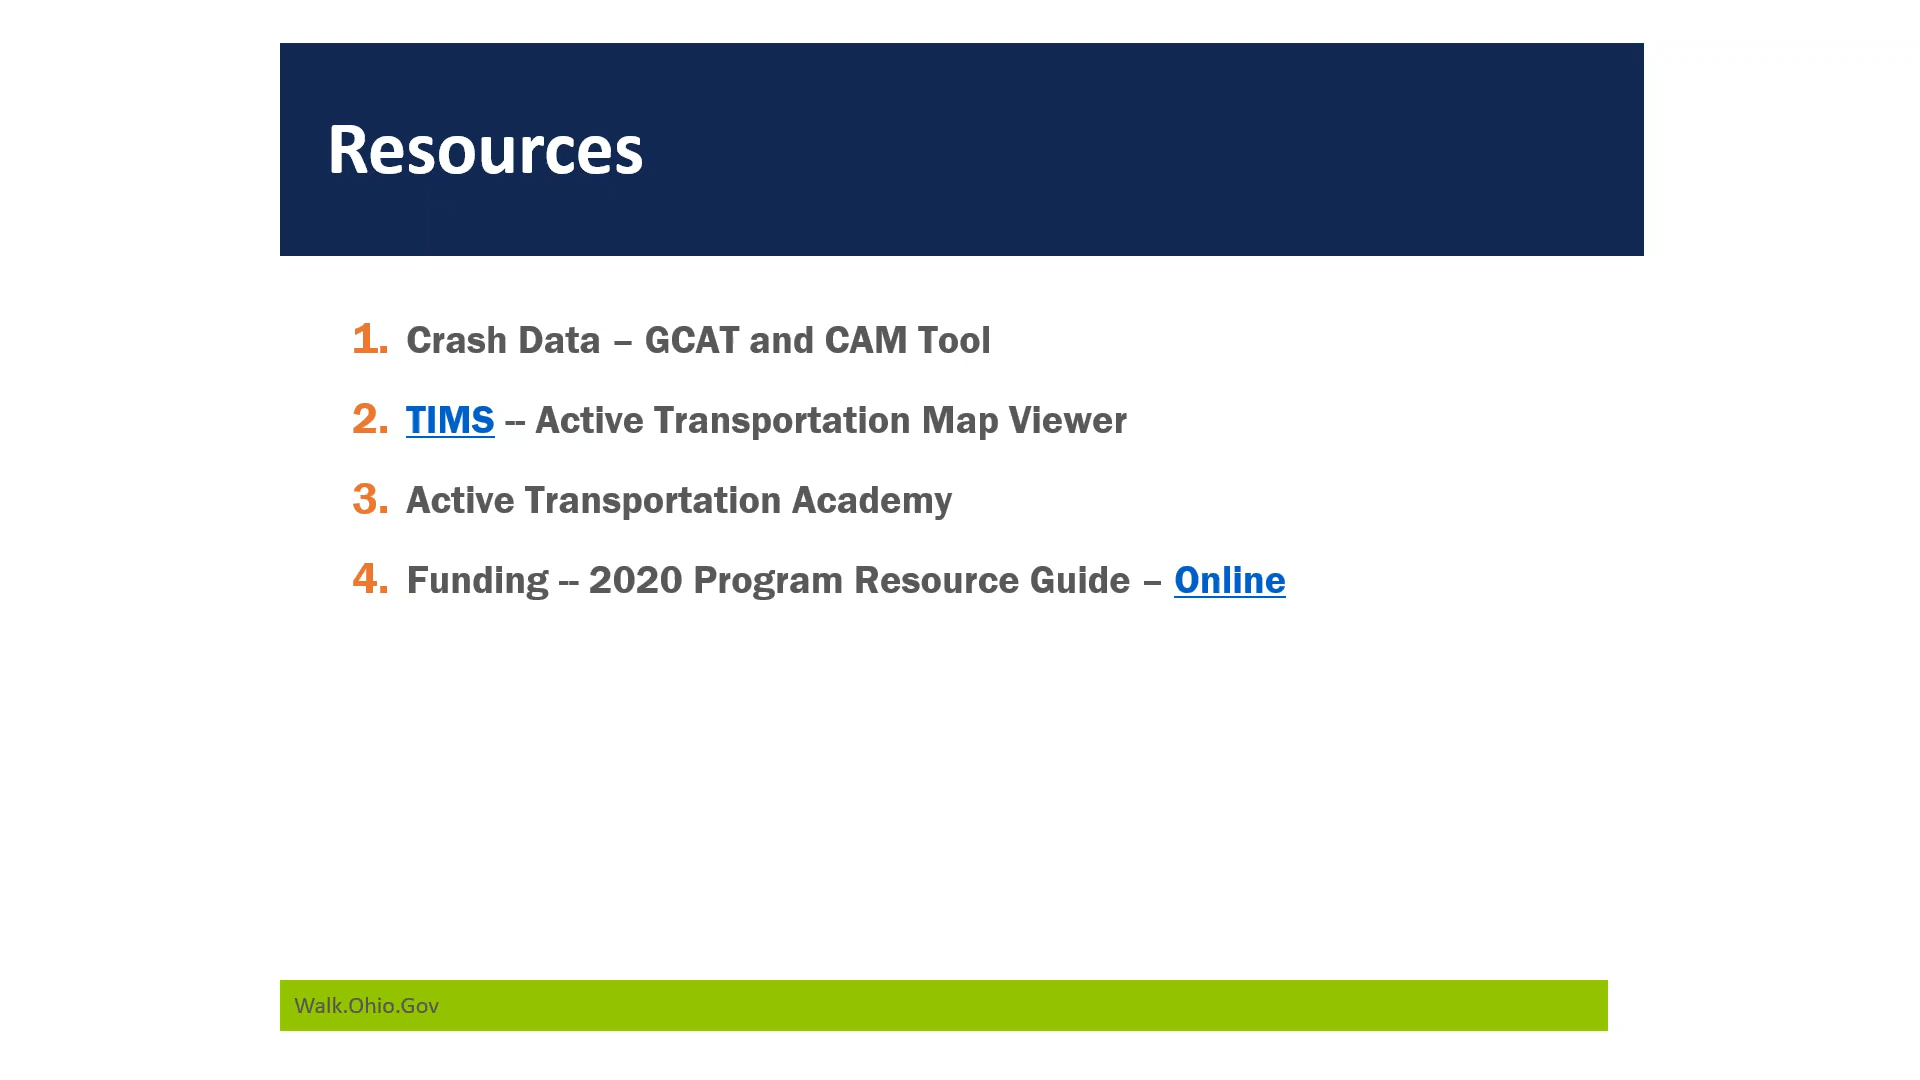 Resources
1. Crash Data – GCAT and CAM Tool
2. TIMS -- Active Transportation Map Viewer
3. Active Transportation Academy
4. Funding -- 2020 Program Resource Guide – Online
Walk.Ohio.Gov